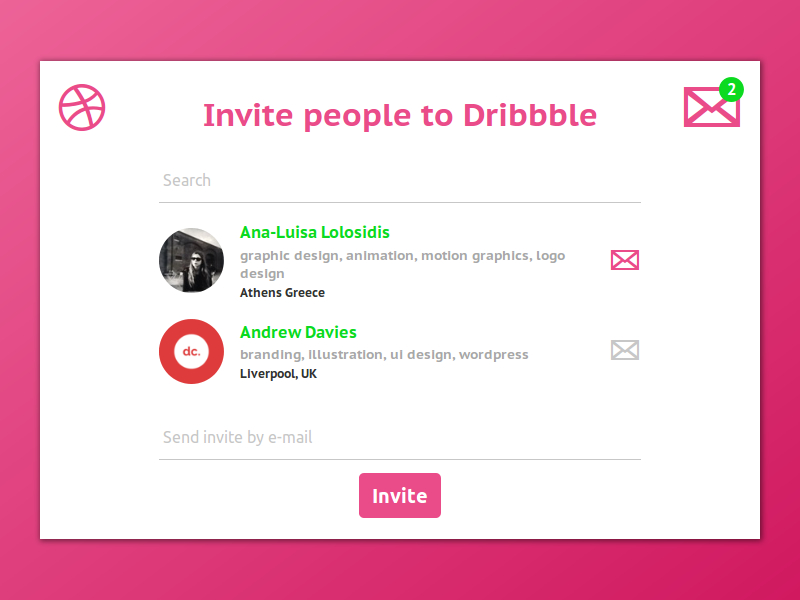 Invite people to Dribbble
2
Search
Ana-Luisa Lolosidis
graphic design, animation, motion graphics, logo
design
Athens Greece
dc.
Andrew Davies
branding, illustration, ui design, wordpress
Liverpool, UK
Send invite by e-mail
Invite